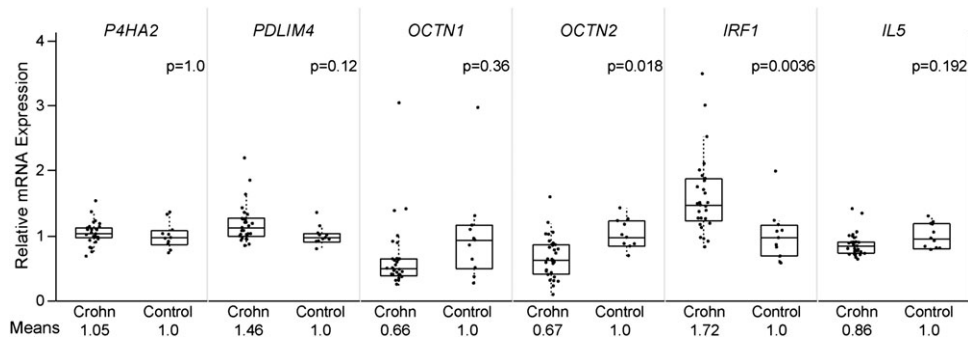 P4HA2 PDLIM4 OCTN1 OCTN2 IRF1 IL5
p=1.0 p=0.12 p=0.36 p=0.018 p=0.0036 p=0.192
Relative mRNA Expression
4
3
2
1
0
Crohn Control Crohn Control Crohn Control Crohn Control Crohn Control Crohn Control
Means 1.05 1.0 1.46 1.0 0.66 1.0 0.67 1.0 1.72 1.0 0.86 1.0